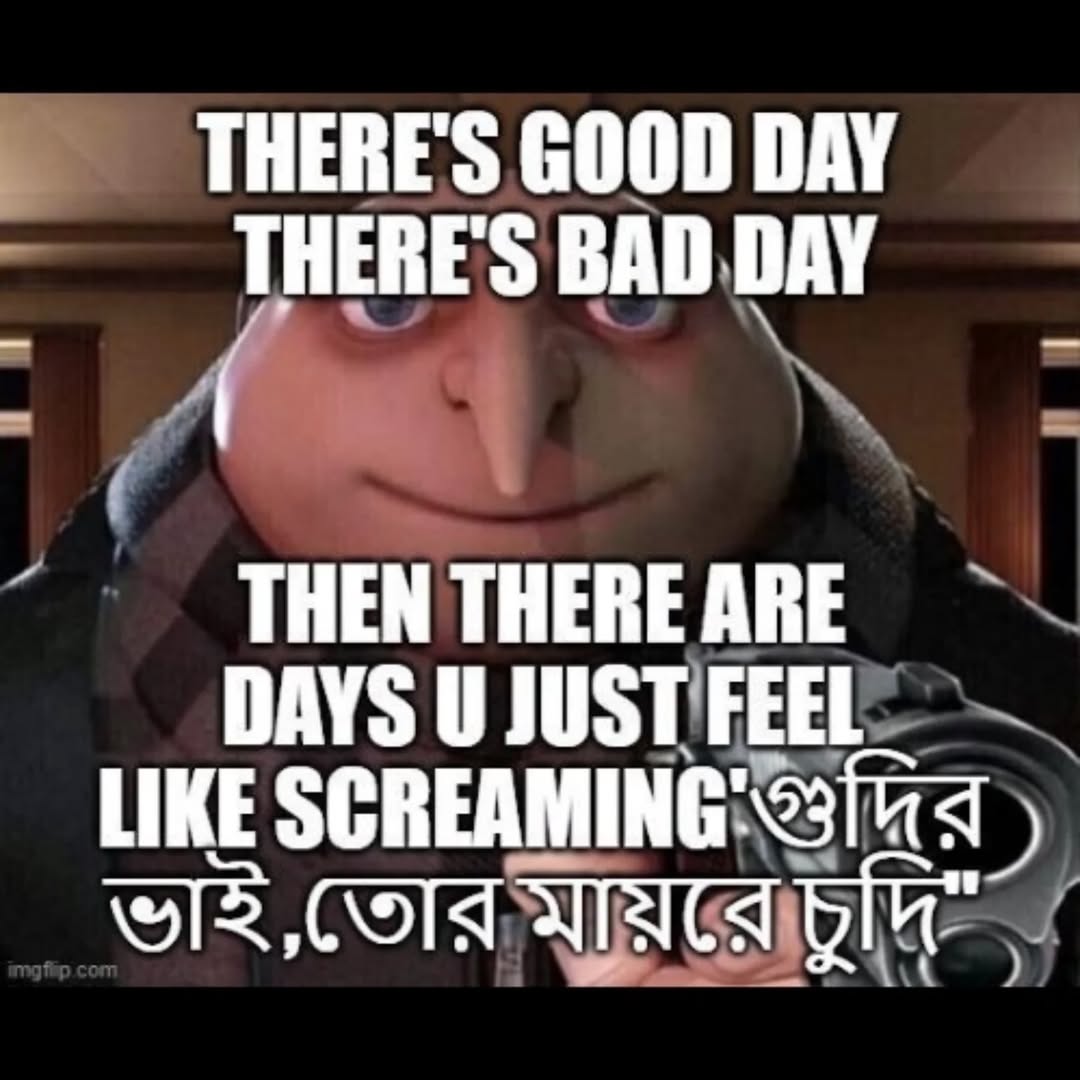 THERE'S GOOD DAY
THERE'S BAD DAY
THEN THERE ARE
DAYS U JUST FEEL
LIKE SCREAMING'গুদির
ভাই,তোর মায়রে চুদি"
imgflip.com